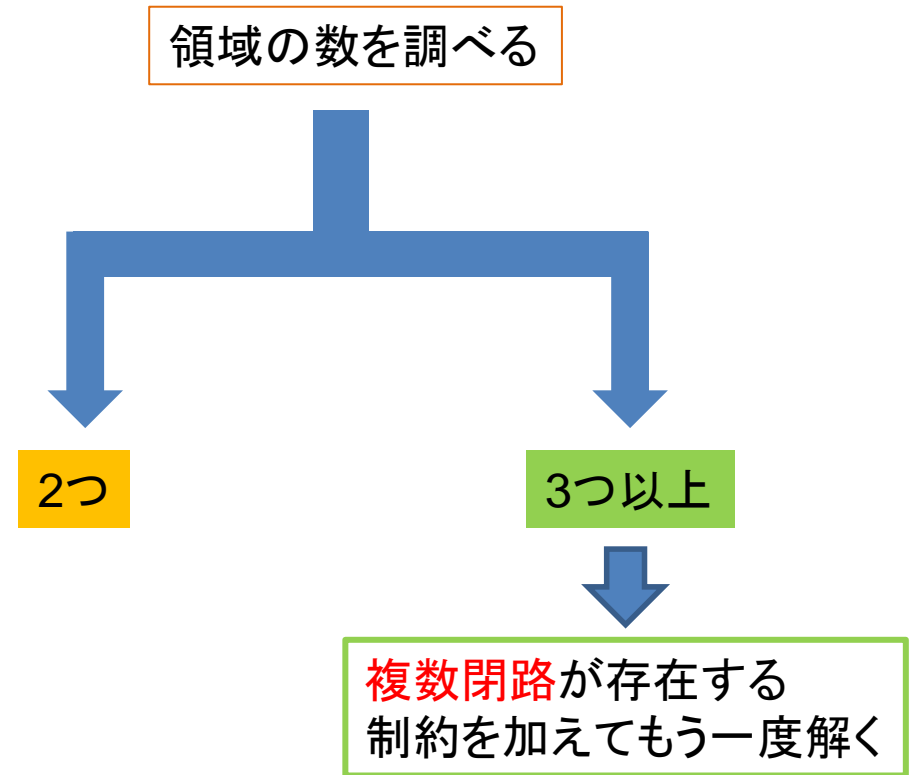 領域の数を調べる
2つ
3つ以上
複数閉路が存在する
制約を加えてもう一度解く